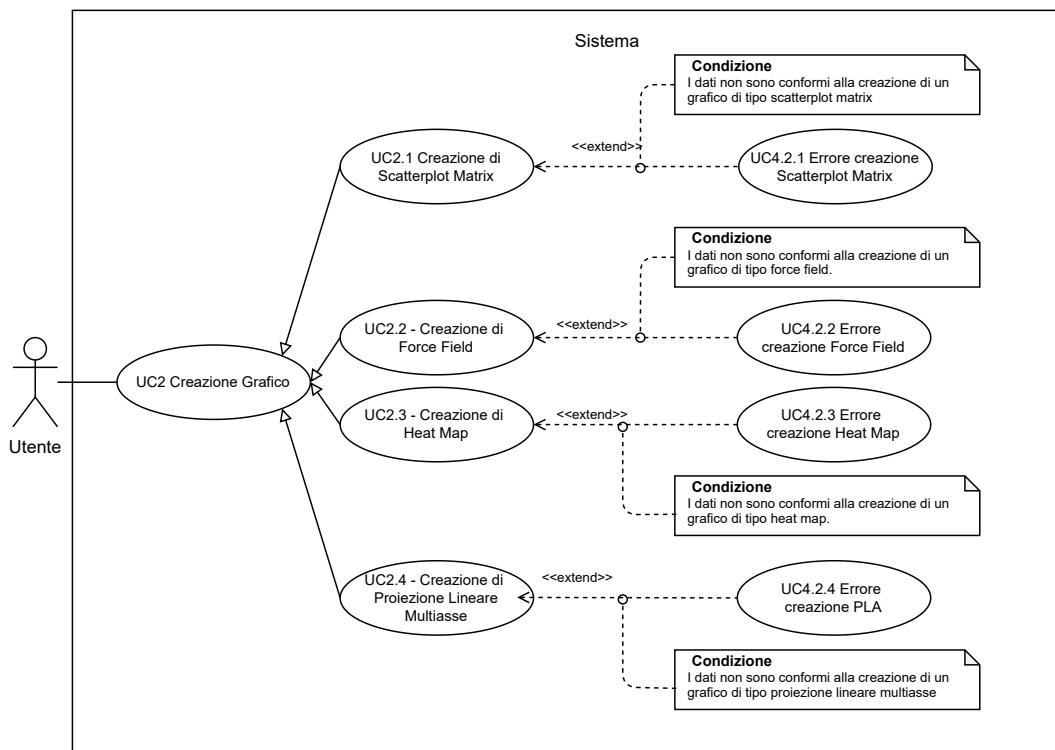 Sistema
Condizione
I dati non sono conformi alla creazione di un
grafico di tipo scatterplot matrix
UC2.1 Creazione di
Scatterplot Matrix
<<extend>>
UC4.2.1 Errore creazione
Scatterplot Matrix
Condizione
I dati non sono conformi alla creazione di un
grafico di tipo force field.
UC2.2 - Creazione di
Force Field
<<extend>>
UC4.2.2 Errore
creazione Force Field
UC2 Creazione Grafico
Utente
UC2.3 - Creazione di
Heat Map
<<extend>>
UC4.2.3 Errore
creazione Heat Map
Condizione
I dati non sono conformi alla creazione di un
grafico di tipo heat map.
UC2.4 - Creazione di
Proiezione Lineare
Multiasse
<<extend>>
UC4.2.4 Errore
creazione PLA
Condizione
I dati non sono conformi alla creazione di un
grafico di tipo proiezione lineare multiasse